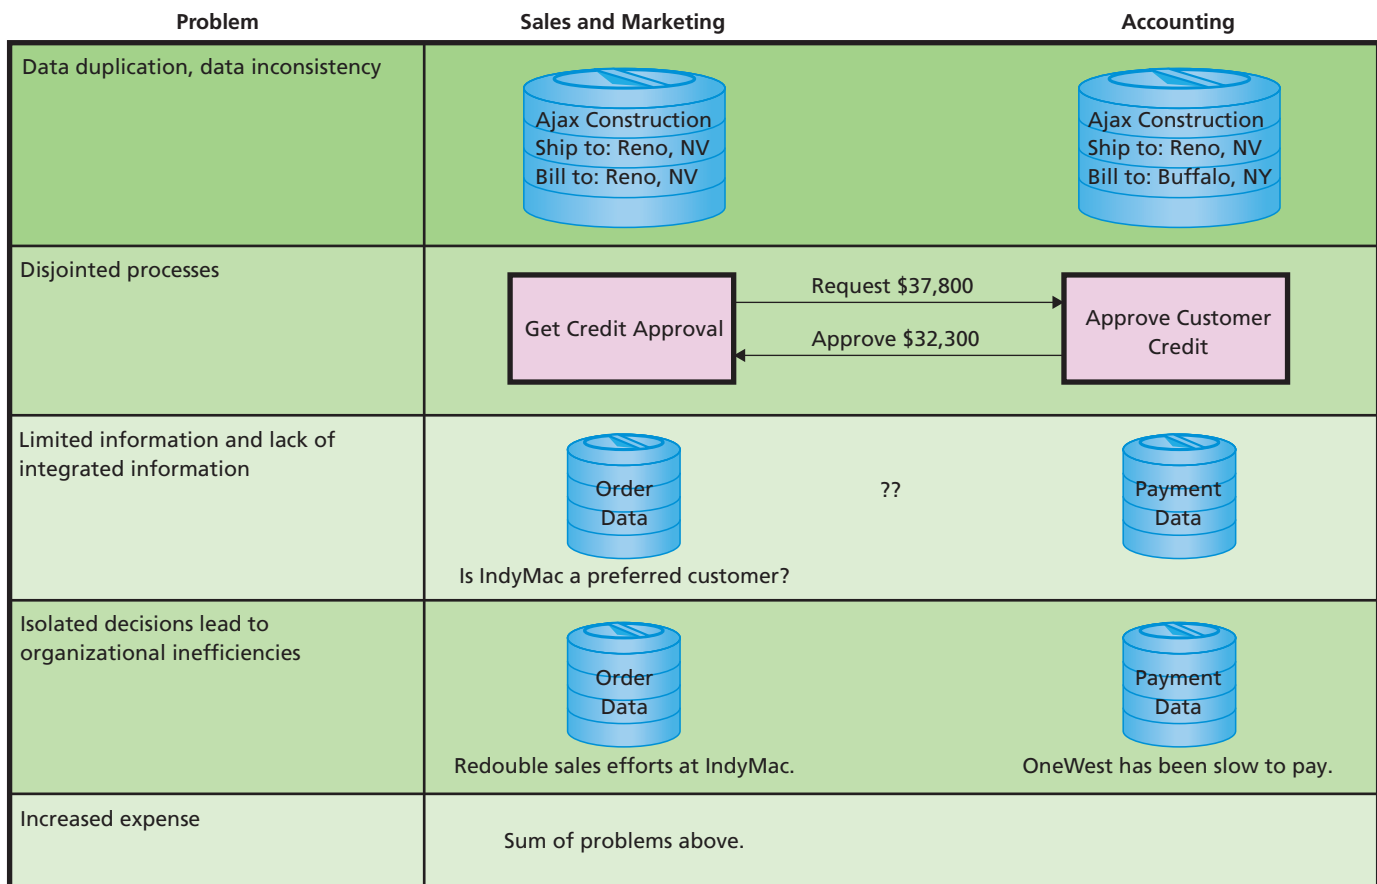 Problem
Sales and Marketing
Accounting
Data duplication, data inconsistency
Ajax Construction
Ship to: Reno, NV
Bill to: Reno, NV
Ajax Construction
Ship to: Reno, NV
Bill to: Buffalo, NY
Disjointed processes
Get Credit Approval
Request $37,800
Approve $32,300
Approve Customer
Credit
Limited information and lack of
integrated information
Order
Data
??
Payment
Data
Is IndyMac a preferred customer?
Isolated decisions lead to
organizational inefficiencies
Order
Data
Payment
Data
Redouble sales efforts at IndyMac.
OneWest has been slow to pay.
Increased expense
Sum of problems above.